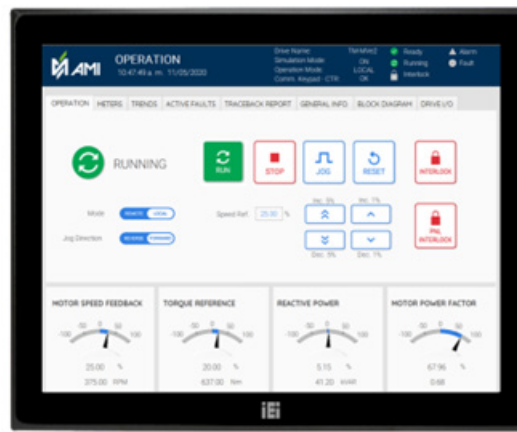 AMI
OPERATION
10:47:49 a. m. 11/05/2020
Drive Name:
Simulation Mode: ON
Operation Mode: LOCAL
Comm. Keypad - CTR: OK
Ready
Running
Interlock
Alarm
Fault
OPERATION METERS TRENDS ACTIVE FAULTS TRACEBACK REPORT GENERAL INFO. BLOCK DIAGRAM DRIVE I/O
RUNNING
RUN
STOP
JOG
RESET
INTERLOCK
Mode
REMOTE LOCAL
Speed Ref. 25.00 %
Inc. 5% Inc. 1%
Jog Direction
REVERSE FORWARD
Dec. 5% Dec. 1%
PNL
INTERLOCK
MOTOR SPEED FEEDBACK
-100 -50 0 50 100
25.00 %
375.00 RPM
TORQUE REFERENCE
-100 -50 0 50 100
20.00 %
637.00 Nm
REACTIVE POWER
-100 -50 0 50 100
5.15 %
41.20 kVAR
MOTOR POWER FACTOR
-100 -50 0 50 100
67.96 %
0.68
iEi